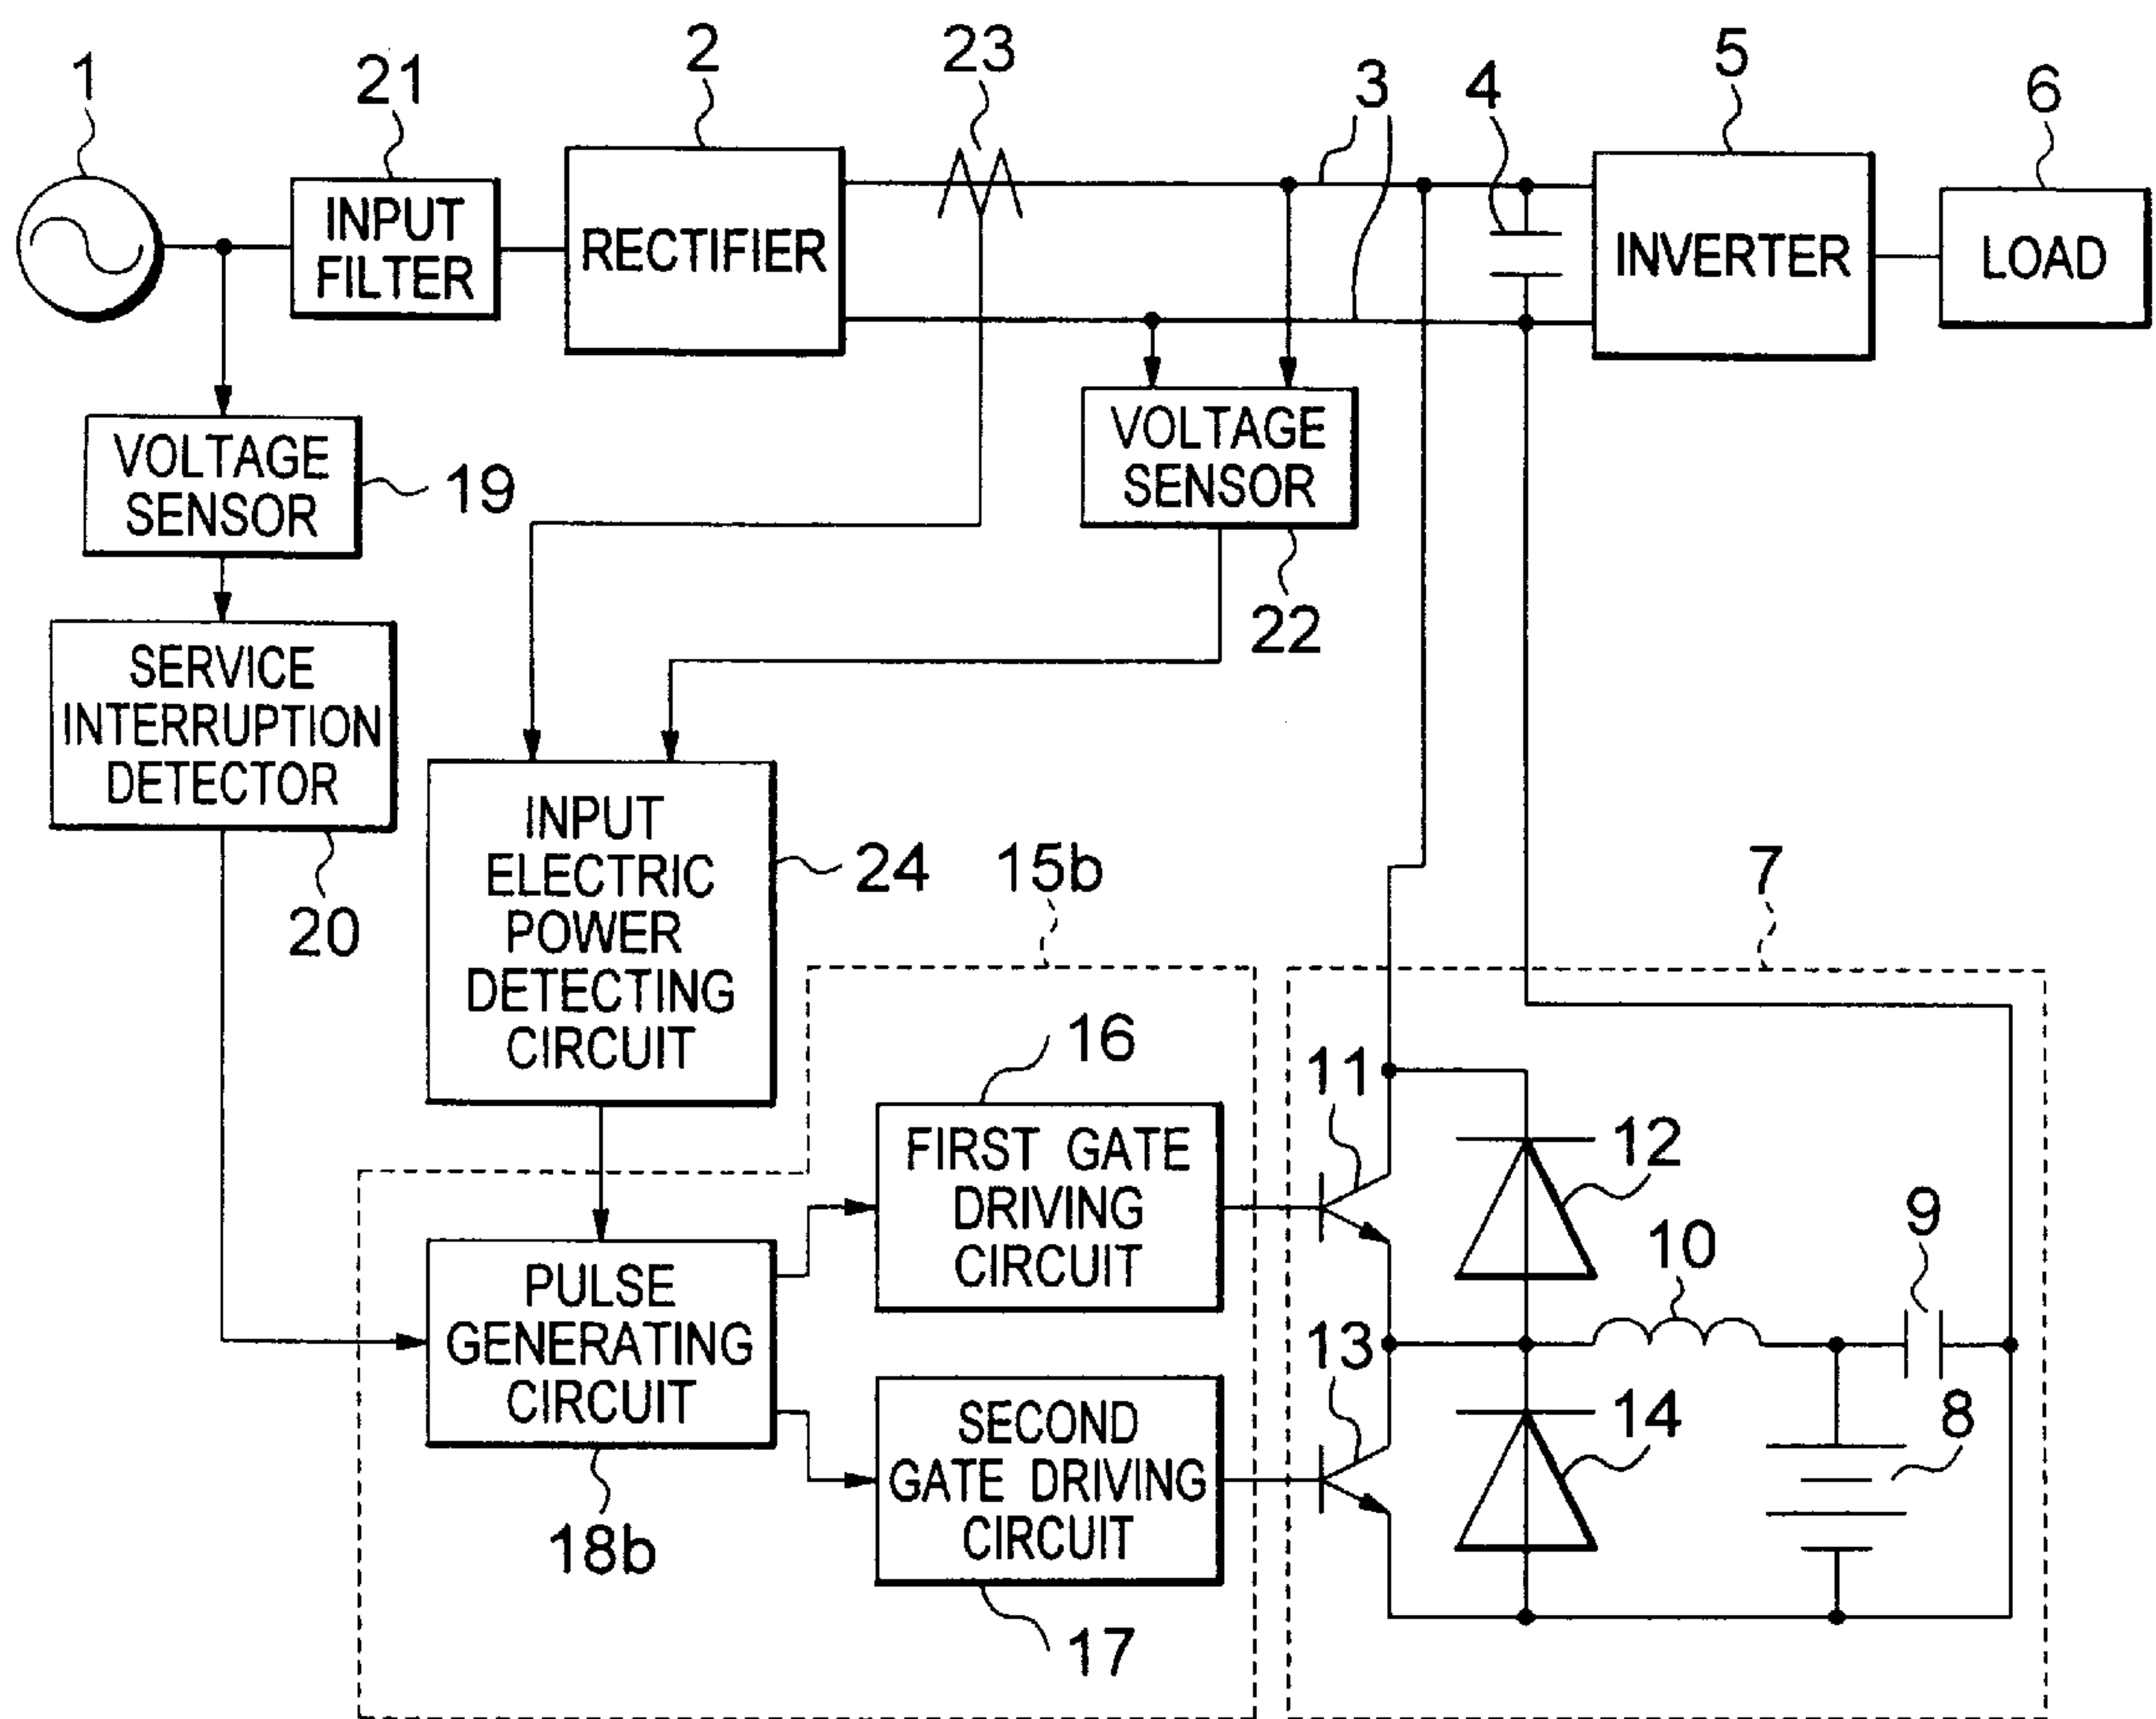 1
21
2
23
3
4
5
6
INPUT
FILTER
RECTIFIER
INVERTER
LOAD
VOLTAGE
SENSOR
19
VOLTAGE
SENSOR
22
SERVICE
INTERRUPTION
DETECTOR
20
INPUT
ELECTRIC
POWER
DETECTING
CIRCUIT
24
15b
7
16
FIRST GATE
DRIVING
CIRCUIT
11
12
PULSE
GENERATING
CIRCUIT
18b
10
9
13
SECOND
GATE DRIVING
CIRCUIT
17
14
8